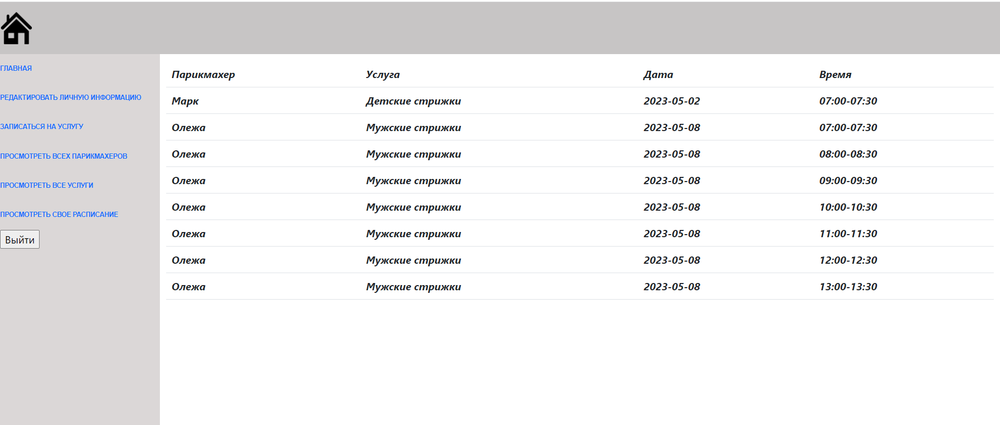 ГЛАВНАЯ
РЕДАКТИРОВАТЬ ЛИЧНУЮ ИНФОРМАЦИЮ
ЗАПИСАТЬСЯ НА УСЛУГУ
ПРОСМОТРЕТЬ ВСЕХ ПАРИКМАХЕРОВ
ПРОСМОТРЕТЬ ВСЕ УСЛУГИ
ПРОСМОТРЕТЬ СВОЕ РАСПИСАНИЕ
Выйти
Парикмахер Услуга Дата Время
Марк Детские стрижки 2023-05-02 07:00-07:30
Олежа Мужские стрижки 2023-05-08 07:00-07:30
Олежа Мужские стрижки 2023-05-08 08:00-08:30
Олежа Мужские стрижки 2023-05-08 09:00-09:30
Олежа Мужские стрижки 2023-05-08 10:00-10:30
Олежа Мужские стрижки 2023-05-08 11:00-11:30
Олежа Мужские стрижки 2023-05-08 12:00-12:30
Олежа Мужские стрижки 2023-05-08 13:00-13:30